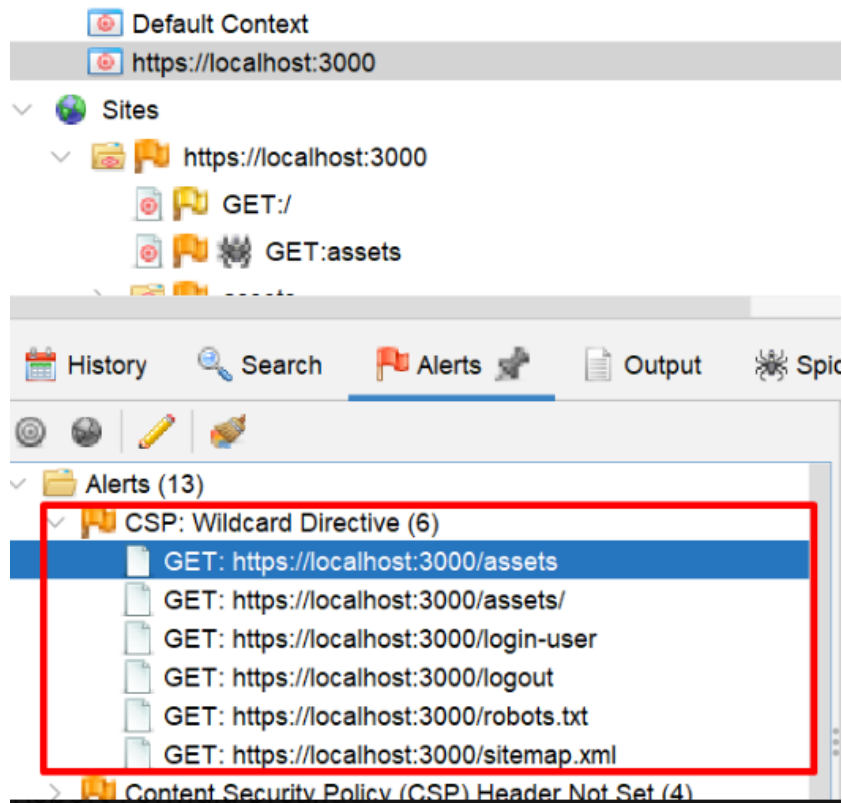 Default Context
https://localhost:3000
Sites
https://localhost:3000
GET:/
GET:assets
assets
History Search Alerts Output Spid
Alerts (13)
CSP: Wildcard Directive (6)
GET: https://localhost:3000/assets
GET: https://localhost:3000/assets/
GET: https://localhost:3000/login-user
GET: https://localhost:3000/logout
GET: https://localhost:3000/robots.txt
GET: https://localhost:3000/sitemap.xml
Content Security Policy (CSP) Header Not Set (4)